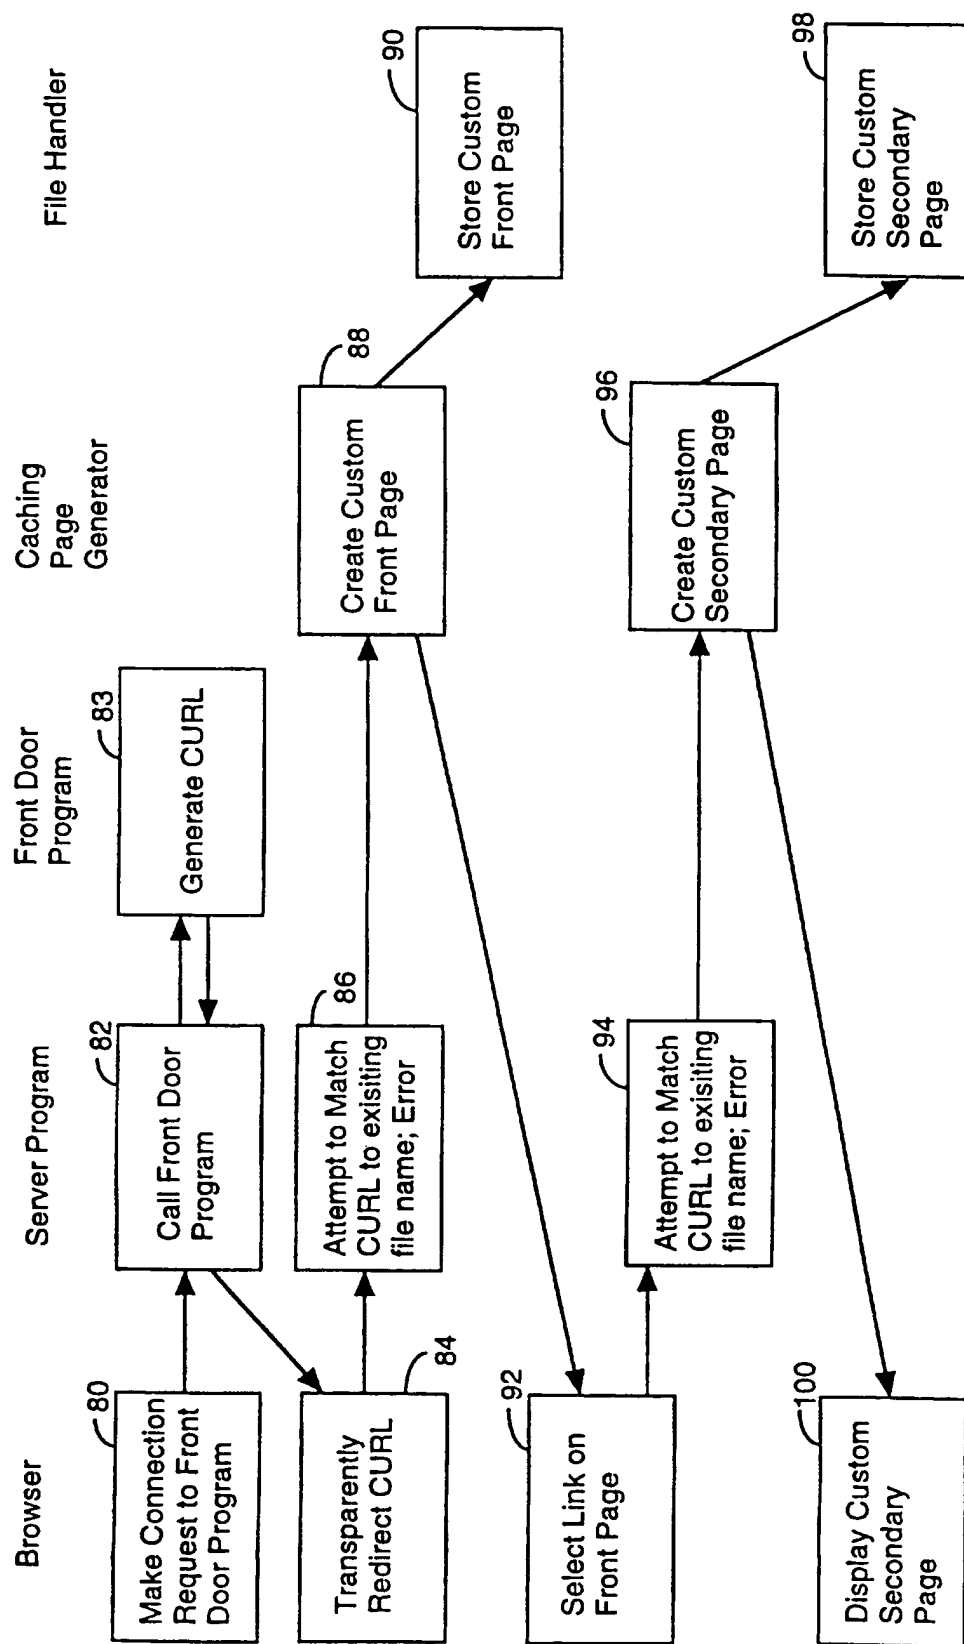 Browser
Server Program
Front Door
Program
Caching
Page
Generator
File Handler
80
Make Connection
Request to Front
Door Program
82
Call Front Door
Program
83
Generate CURL
84
Transparently
Redirect CURL
86
Attempt to Match
CURL to exisiting
file name; Error
88
Create Custom
Front Page
90
Store Custom
Front Page
92
Select Link on
Front Page
94
Attempt to Match
CURL to existing
file name; Error
96
Create Custom
Secondary Page
98
Store Custom
Secondary
Page
100
Display Custom
Secondary
Page